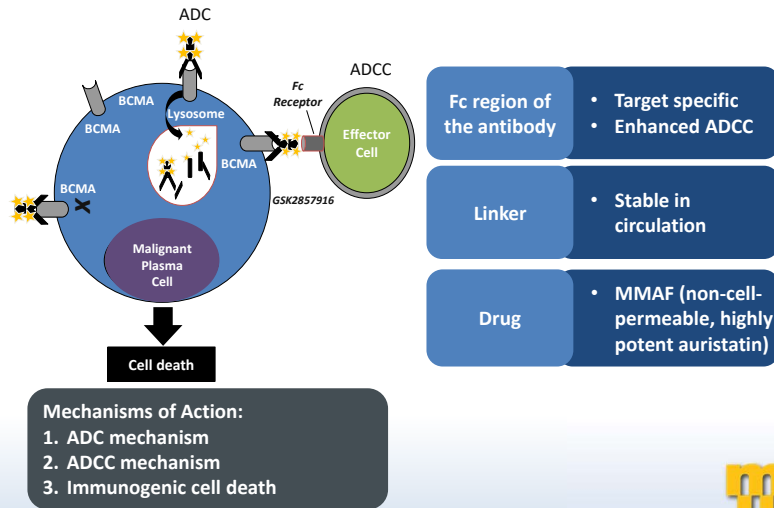 ADC
BCMA
BCMA
Lysosome
Fc
Receptor
ADCC
Effector
Cell
BCMA
BCMA
X
GSK2857916
Malignant
Plasma
Cell
Cell death
Mechanisms of Action:
1. ADC mechanism
2. ADCC mechanism
3. Immunogenic cell death
Fc region of
the antibody
• Target specific
• Enhanced ADCC
Linker
• Stable in
circulation
Drug
• MMAF (non-cell-
permeable, highly
potent auristatin)